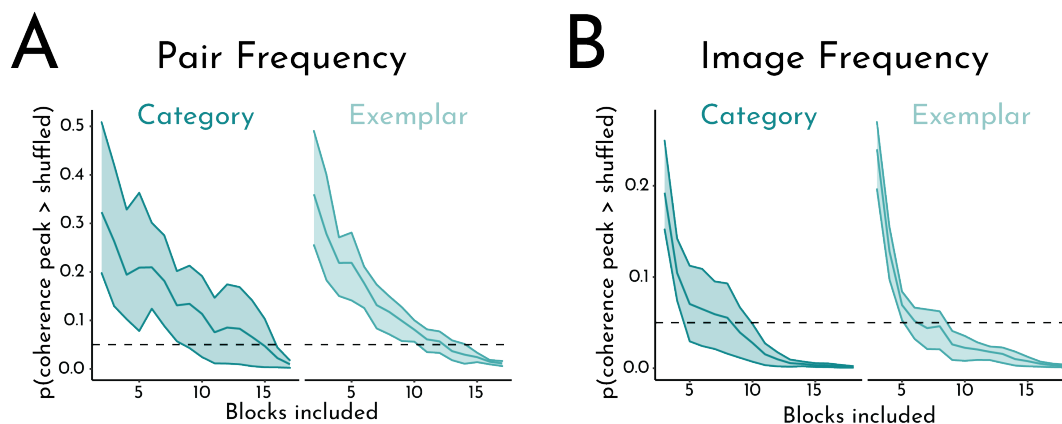 A
Pair Frequency
p(coherence peak > shuffled)
Category
Exemplar
0.5
0.4
0.3
0.2
0.1
0.0
5 10 15 5 10 15
Blocks included
B
Image Frequency
p(coherence peak > shuffled)
Category
Exemplar
0.2
0.1
0.0
5 10 15 5 10 15
Blocks included